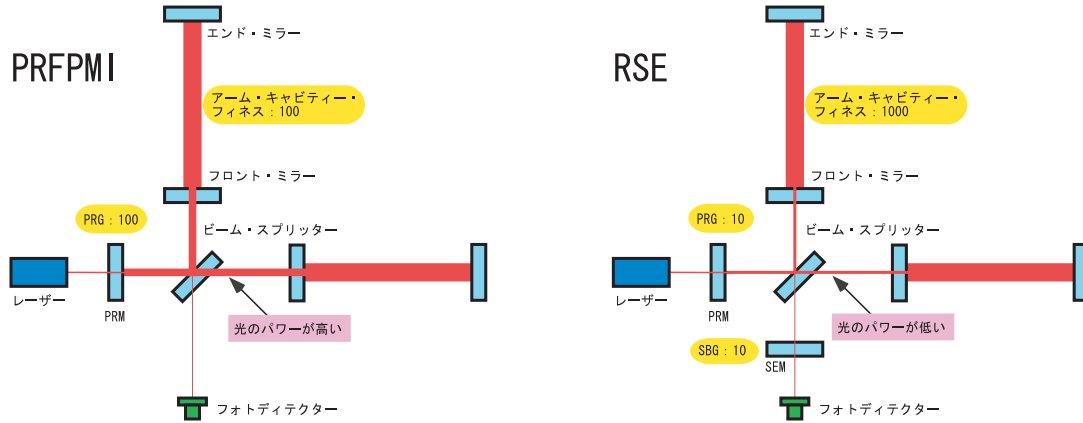 PRFPMI
エンド・ミラー
アーム・キャビティー・
フィネス：100
フロント・ミラー
PRG：100
ビーム・スプリッター
レーザー
PRM
光のパワーが高い
フォトディテクター
RSE
エンド・ミラー
アーム・キャビティー・
フィネス：1000
フロント・ミラー
PRG：10
ビーム・スプリッター
レーザー
PRM
光のパワーが低い
SBG：10
SEM
フォトディテクター